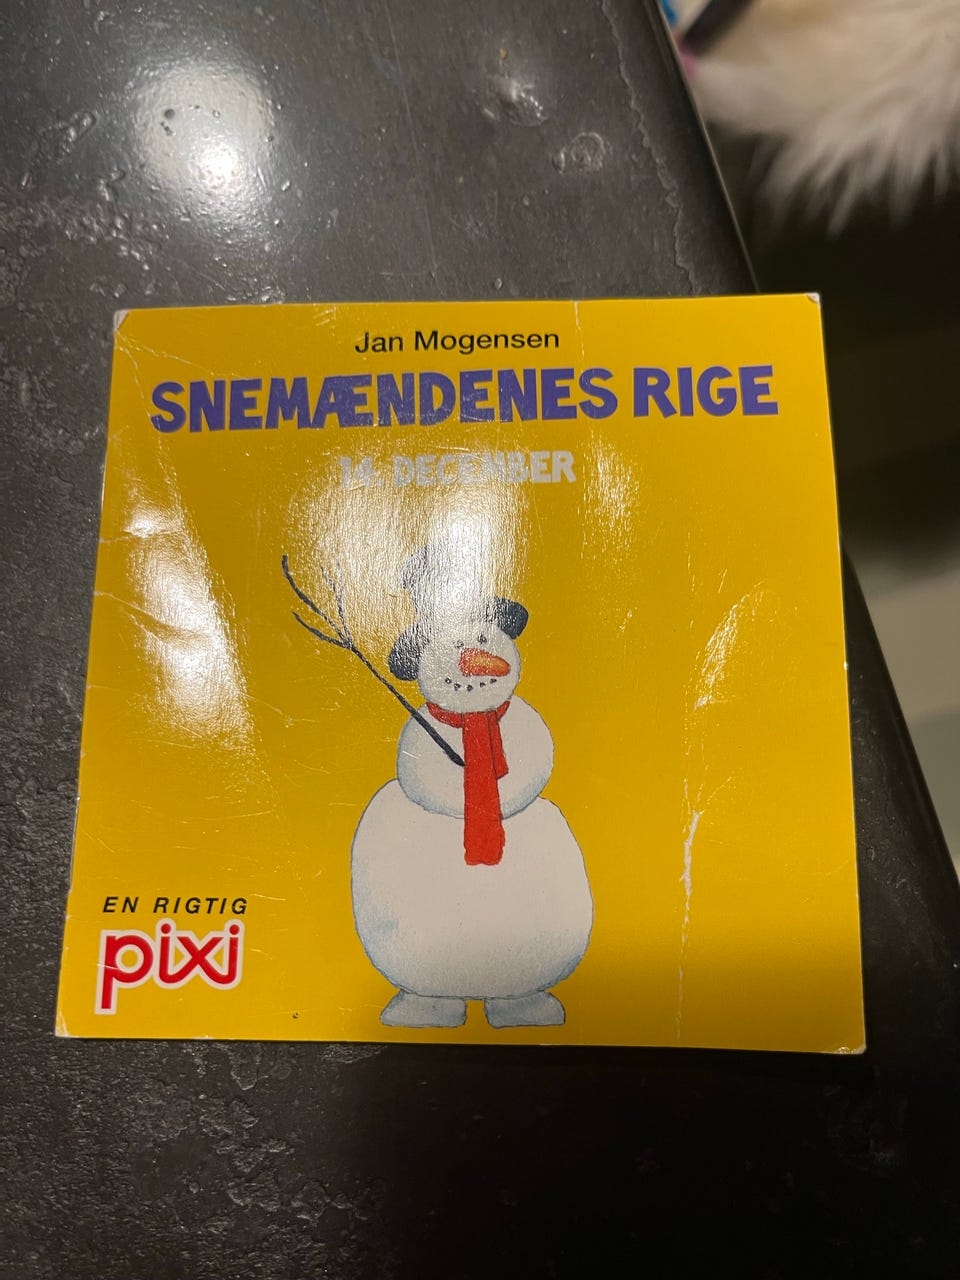 Jan Mogensen
SNEMÆNDENES RIGE
14. DECEMBER
EN RIGTIG
pixi